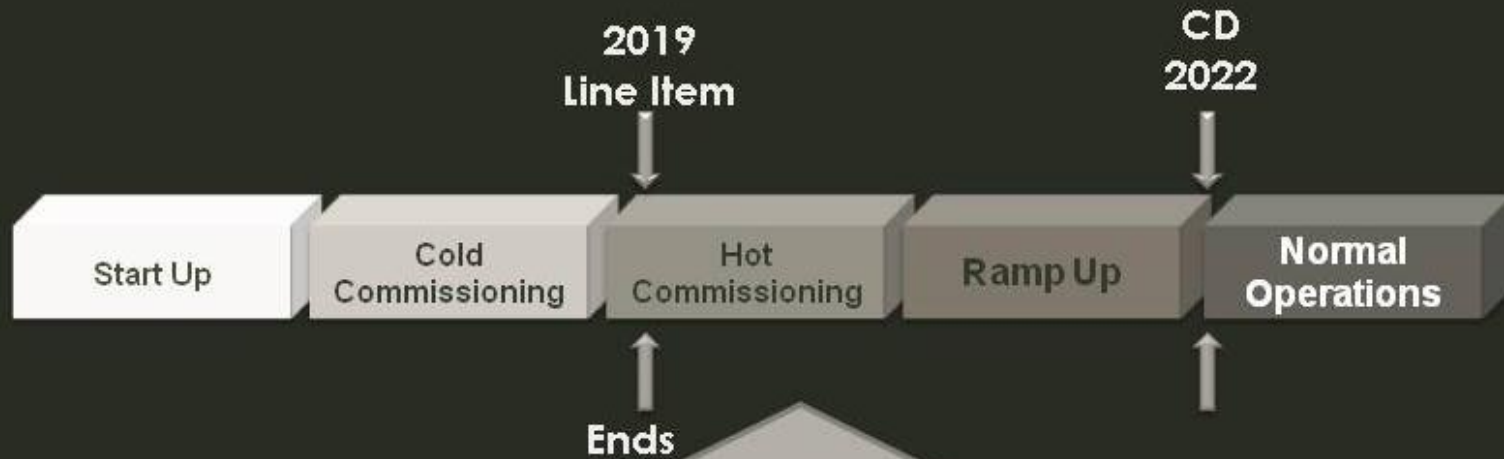 2019
Line Item
CD
2022
Start Up
Cold
Commissioning
Hot
Commissioning
Ramp Up
Normal
Operations
Ends